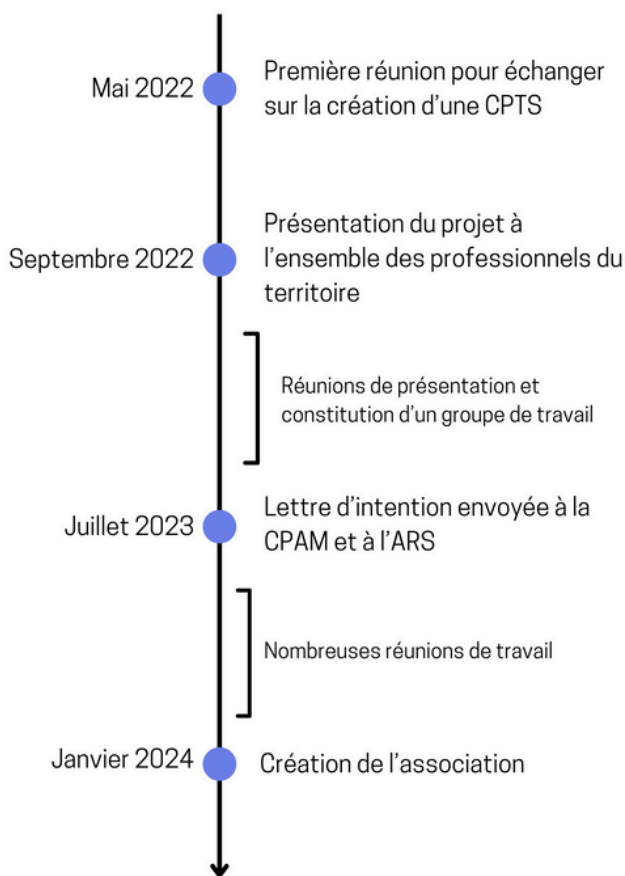 Mai 2022
Première réunion pour échanger
sur la création d'une CPTS
Septembre 2022
Présentation du projet à
l'ensemble des professionnels du
territoire
Réunions de présentation et
constitution d'un groupe de travail
Juillet 2023
Lettre d'intention envoyée à la
CPAM et à l'ARS
Nombreuses réunions de travail
Janvier 2024
Création de l'association